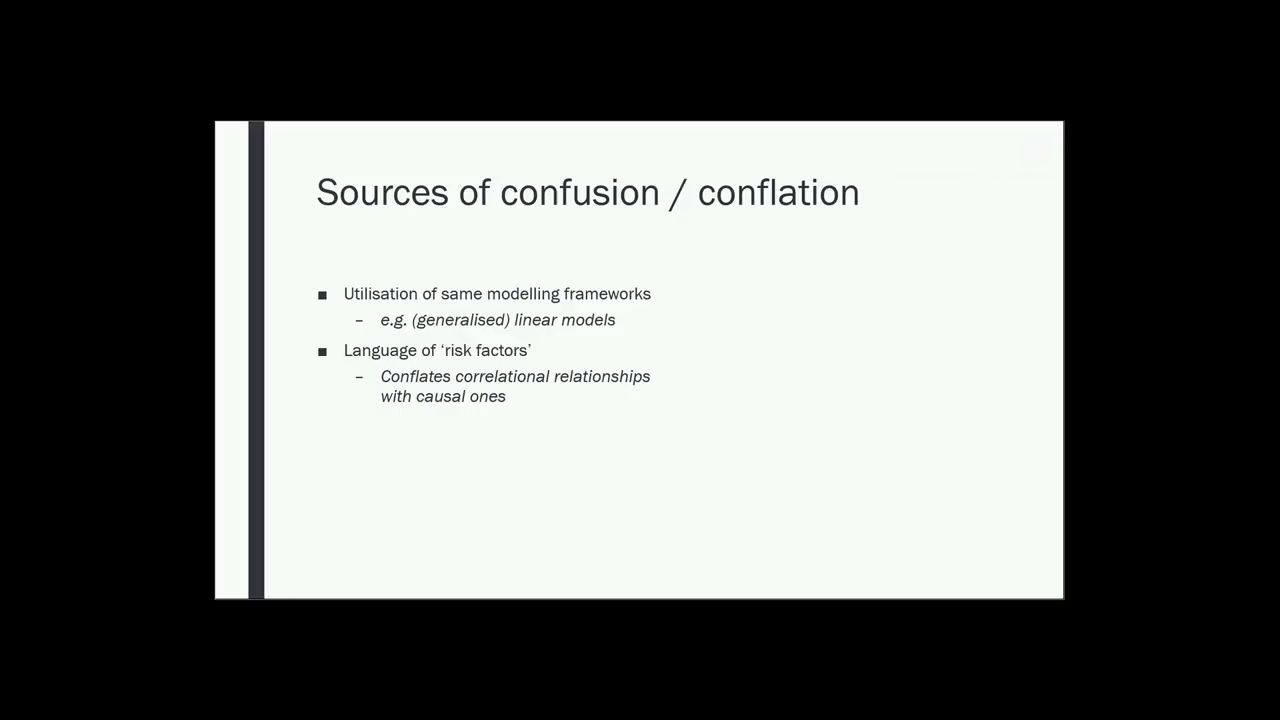 Sources of confusion / conflation
■ Utilisation of same modelling frameworks
– e.g. (generalised) linear models
■ Language of ‘risk factors’
– Conflates correlational relationships
with causal ones